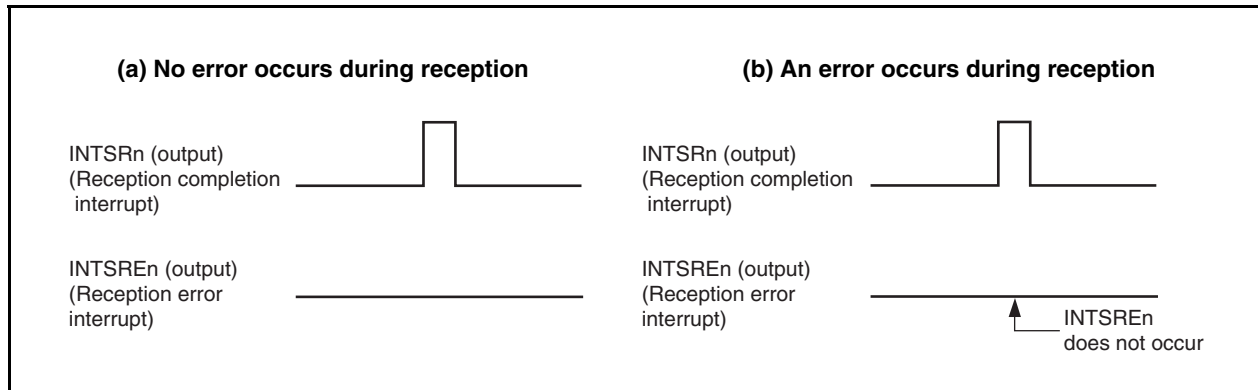 (a) No error occurs during reception
INTSRn (output)
(Reception completion
interrupt)
INTSREn (output)
(Reception error
interrupt)
(b) An error occurs during reception
INTSRn (output)
(Reception completion
interrupt)
INTSREn (output)
(Reception error
interrupt)
INTSREn
does not occur